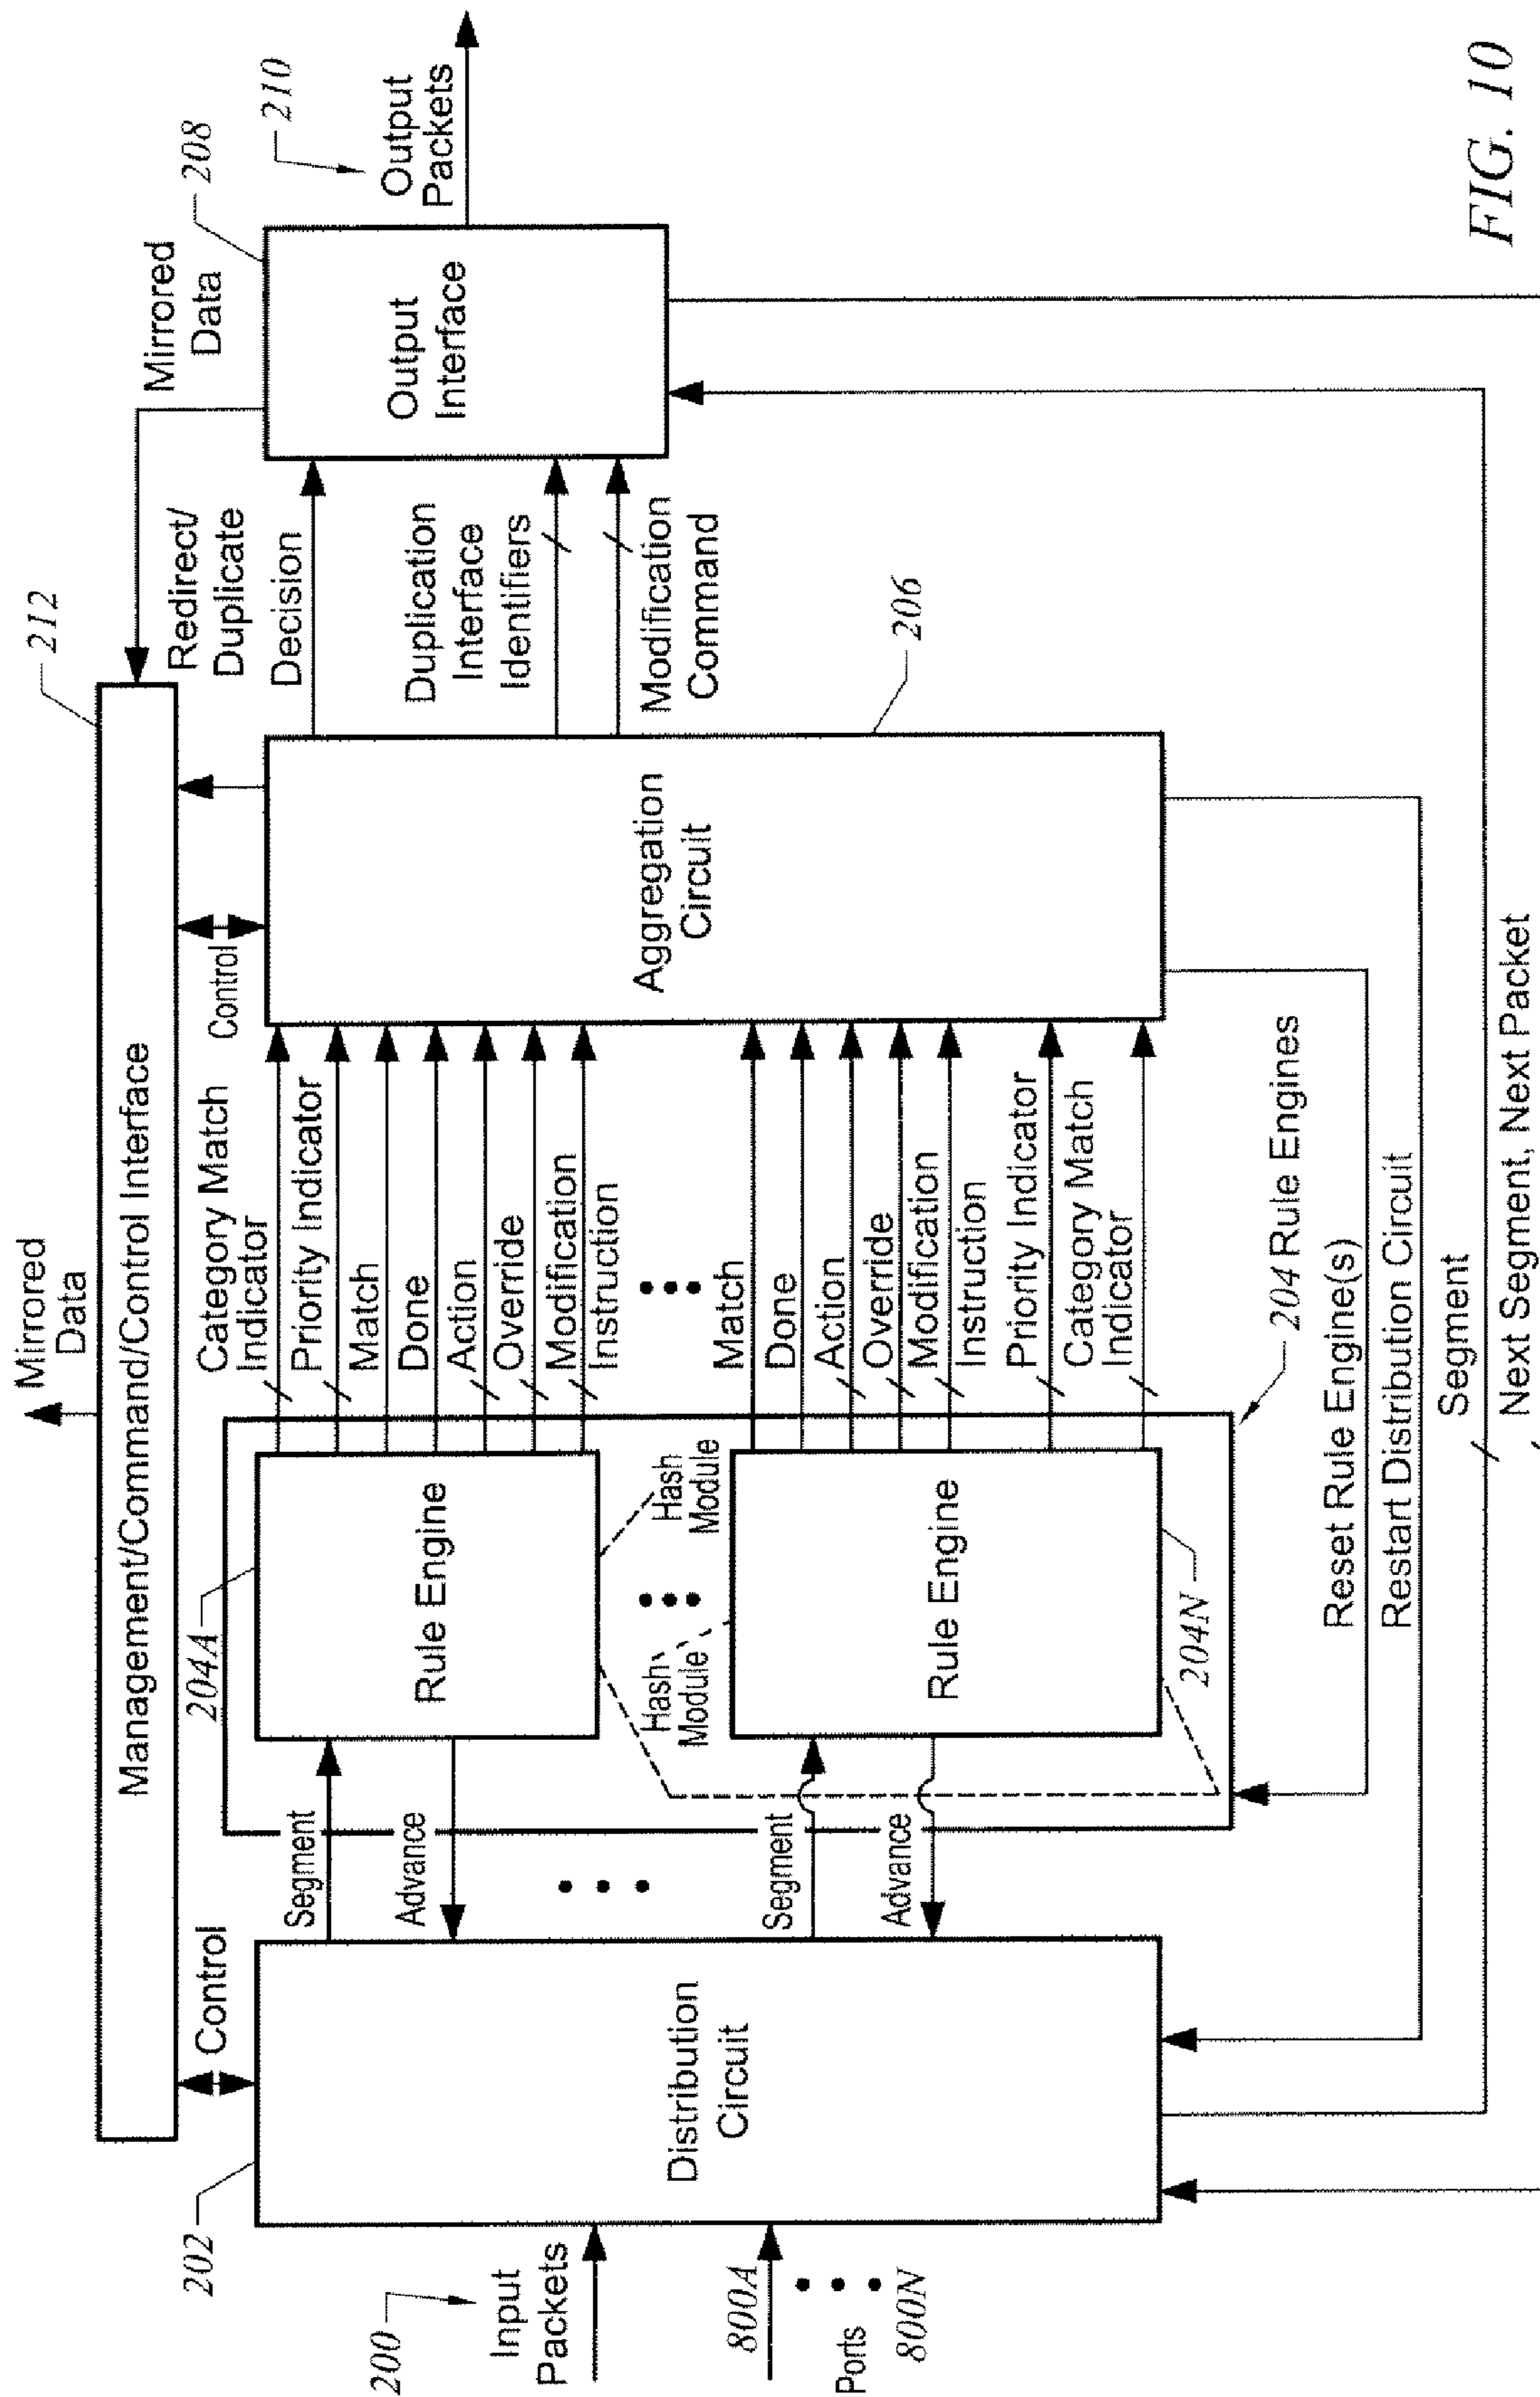 Mirrored
Data
212
Management/Command/Control Interface
Mirrored
Data
208
210
Redirect/
Duplicate
Decision
Duplication
Interface
Identifiers
Modification
Command
Output
Interface
Output
Packets
202
Control
Control
200
Input
Packets
800A
Ports
800N
Distribution
Circuit
Segment
Advance
Segment
Advance
204A
Rule Engine
Hash
Module
Hash
Module
Rule Engine
204N
204 Rule Engines
Category Match
Indicator
Priority Indicator
Match
Done
Action
Override
Modification
Instruction
Match
Done
Action
Override
Modification
Instruction
Priority Indicator
Category Match
Indicator
Aggregation
Circuit
206
Reset Rule Engine(s)
Restart Distribution Circuit
Segment
Next Segment, Next Packet
FIG. 10